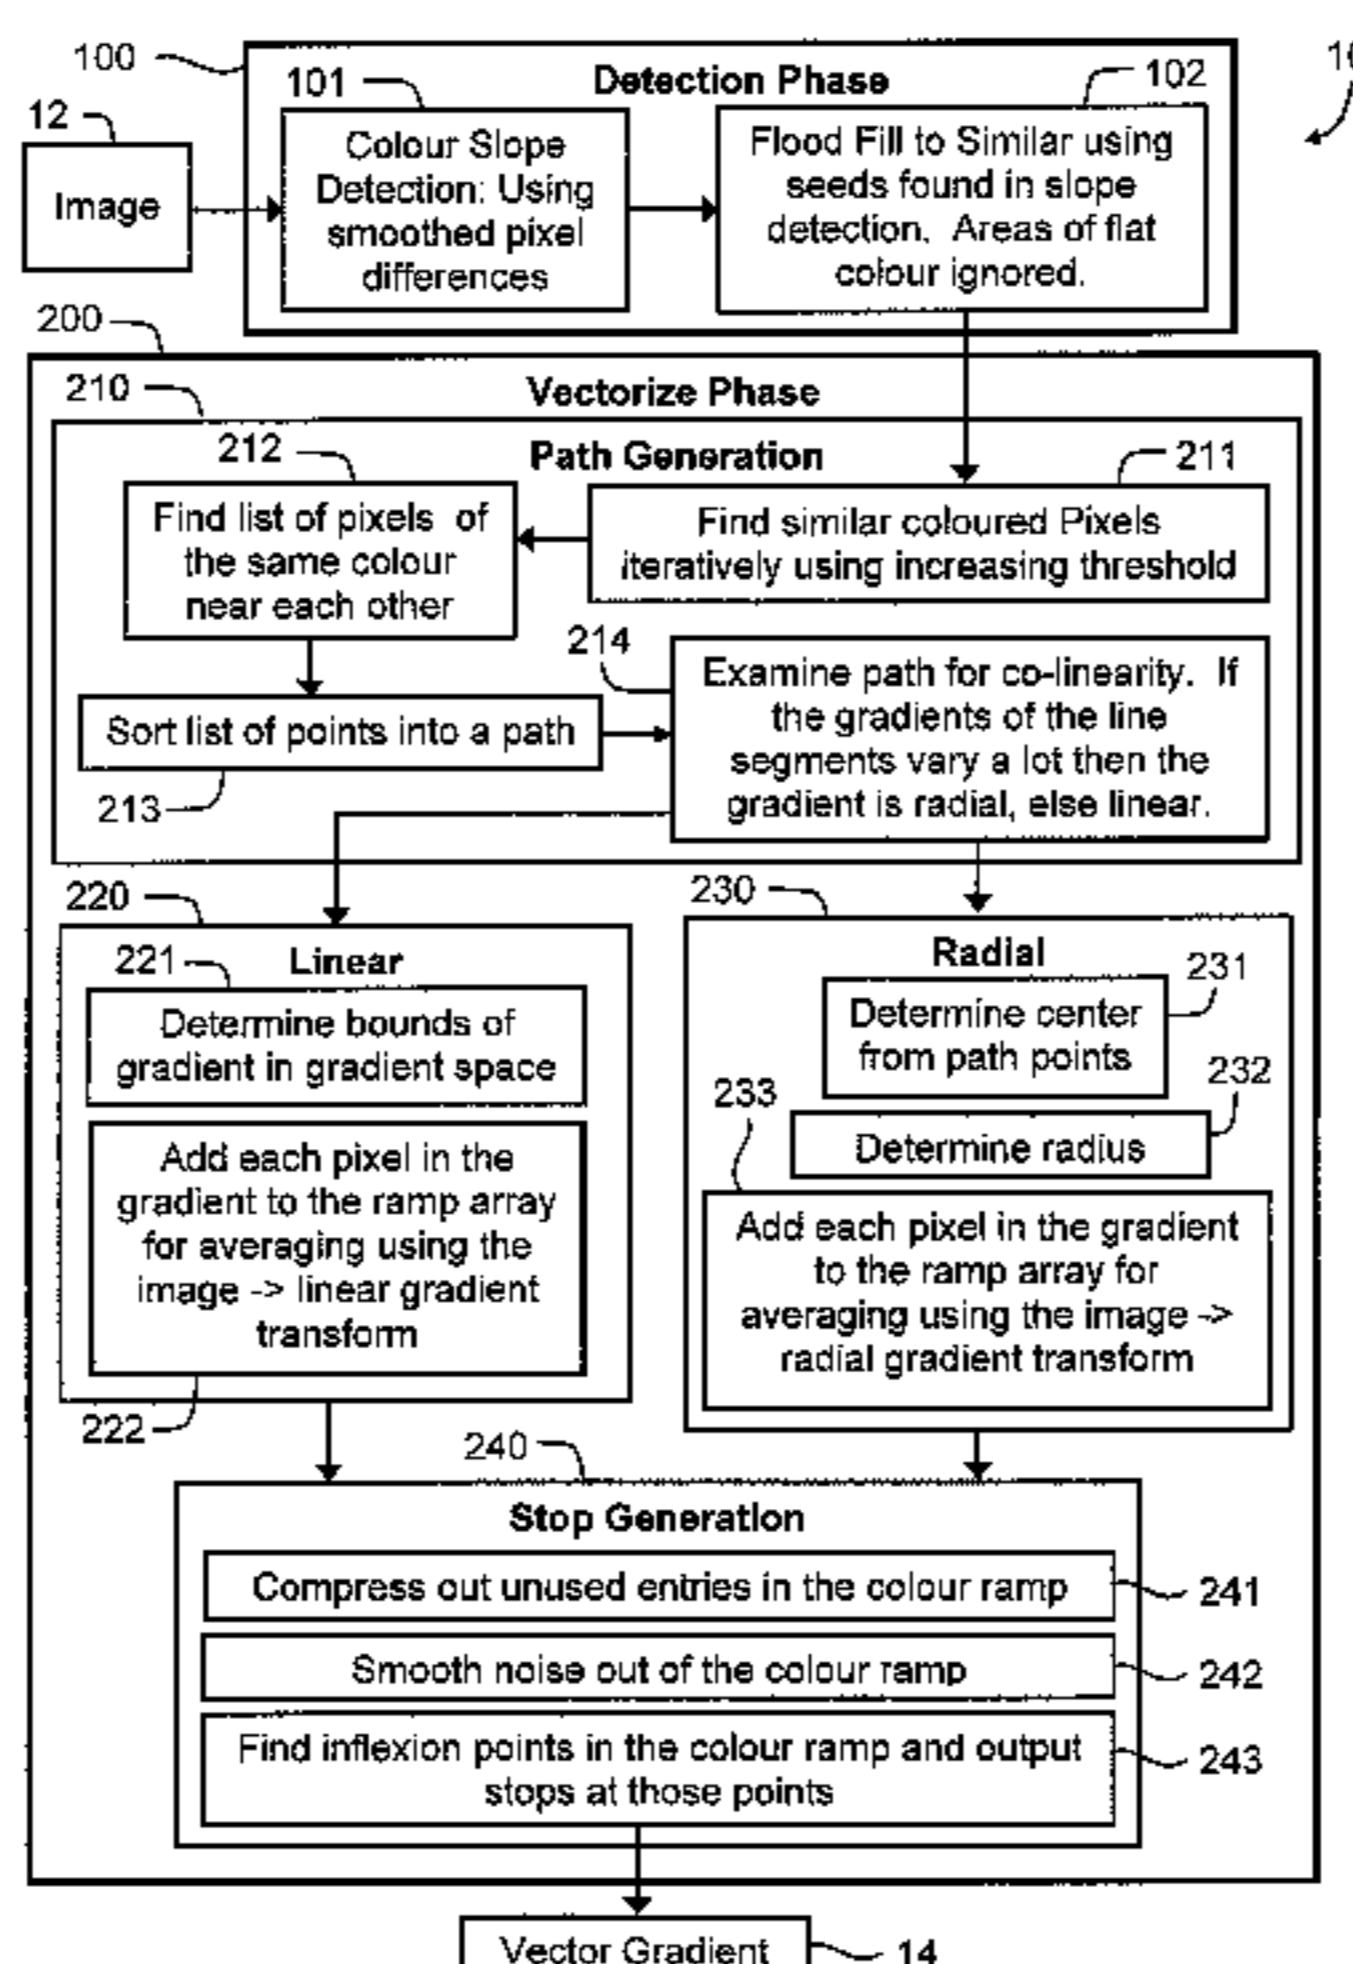 100
Detection Phase
10
101
102
12
Image
Colour Slope
Detection: Using
smoothed pixel
differences
Flood Fill to Similar using
seeds found in slope
detection. Areas of flat
colour ignored.
200
Vectorize Phase
210
Path Generation
212
211
Find list of pixels of
the same colour
near each other
Find similar coloured Pixels
iteratively using increasing threshold
214
Sort list of points into a path
213
Examine path for co-linearity. If
the gradients of the line
segments vary a lot then the
gradient is radial, else linear.
220
Linear
221
Determine bounds of
gradient in gradient space
Add each pixel in the
gradient to the ramp array
for averaging using the
image -> linear gradient
transform
222
230
Radial
231
Determine center
from path points
232
233
Determine radius
Add each pixel in the gradient
to the ramp array for
averaging using the image ->
radial gradient transform
240
Stop Generation
Compress out unused entries in the colour ramp
241
Smooth noise out of the colour ramp
242
Find inflexion points in the colour ramp and output
stops at those points
243
Vector Gradient
14